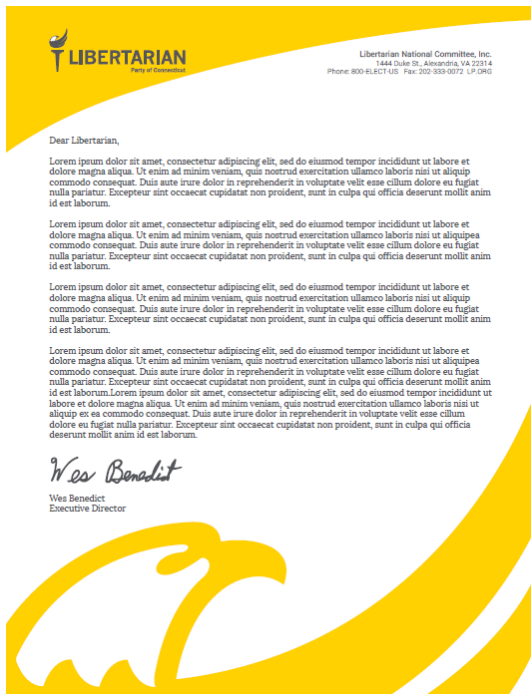 LIBERTARIAN
Party of Connecticut
Libertarian National Committee, Inc.
1444 Duke St., Alexandria, VA 22314
Phone: 800-ELECT-US Fax: 202-333-0072 LP.ORG
Dear Libertarian,
Lorem ipsum dolor sit amet, consectetur adipiscing elit, sed do eiusmod tempor incididunt ut labore et
dolore magna aliqua. Ut enim ad minim veniam, quis nostrud exercitation ullamco laboris nisi ut aliquip
commodo consequat. Duis aute irure dolor in reprehenderit in voluptate velit esse cillum dolore eu fugiat
nulla pariatur. Excepteur sint occaecat cupidatat non proident, sunt in culpa qui officia deserunt mollit anim
id est laborum.
Lorem ipsum dolor sit amet, consectetur adipiscing elit, sed do eiusmod tempor incididunt ut labore et
dolore magna aliqua. Ut enim ad minim veniam, quis nostrud exercitation ullamco laboris nisi ut aliquipea
commodo consequat. Duis aute irure dolor in reprehenderit in voluptate velit esse cillum dolore eu fugiat
nulla pariatur. Excepteur sint occaecat cupidatat non proident, sunt in culpa qui officia deserunt mollit anim
id est laborum.
Lorem ipsum dolor sit amet, consectetur adipiscing elit, sed do eiusmod tempor incididunt ut labore et
dolore magna aliqua. Ut enim ad minim veniam, quis nostrud exercitation ullamco laboris nisi ut aliquip
commodo consequat. Duis aute irure dolor in reprehenderit in voluptate velit esse cillum dolore eu fugiat
nulla pariatur. Excepteur sint occaecat cupidatat non proident, sunt in culpa qui officia deserunt mollit anim
id est laborum.
Lorem ipsum dolor sit amet, consectetur adipiscing elit, sed do eiusmod tempor incididunt ut labore et
dolore magna aliqua. Ut enim ad minim veniam, quis nostrud exercitation ullamco laboris nisi ut aliquipea
commodo consequat. Duis aute irure dolor in reprehenderit in voluptate velit esse cillum dolore eu fugiat
nulla pariatur. Excepteur sint occaecat cupidatat non proident, sunt in culpa qui officia deserunt mollit anim
id est laborum.Lorem ipsum dolor sit amet, consectetur adipiscing elit, sed do eiusmod tempor incididunt ut
labore et dolore magna aliqua. Ut enim ad minim veniam, quis nostrud exercitation ullamco laboris nisi ut
aliquip ex ea commodo consequat. Duis aute irure dolor in reprehenderit in voluptate velit esse cillum
dolore eu fugiat nulla pariatur. Excepteur sint occaecat cupidatat non proident, sunt in culpa qui officia
deserunt mollit anim id est laborum.
Wes Benedict
Wes Benedict
Executive Director